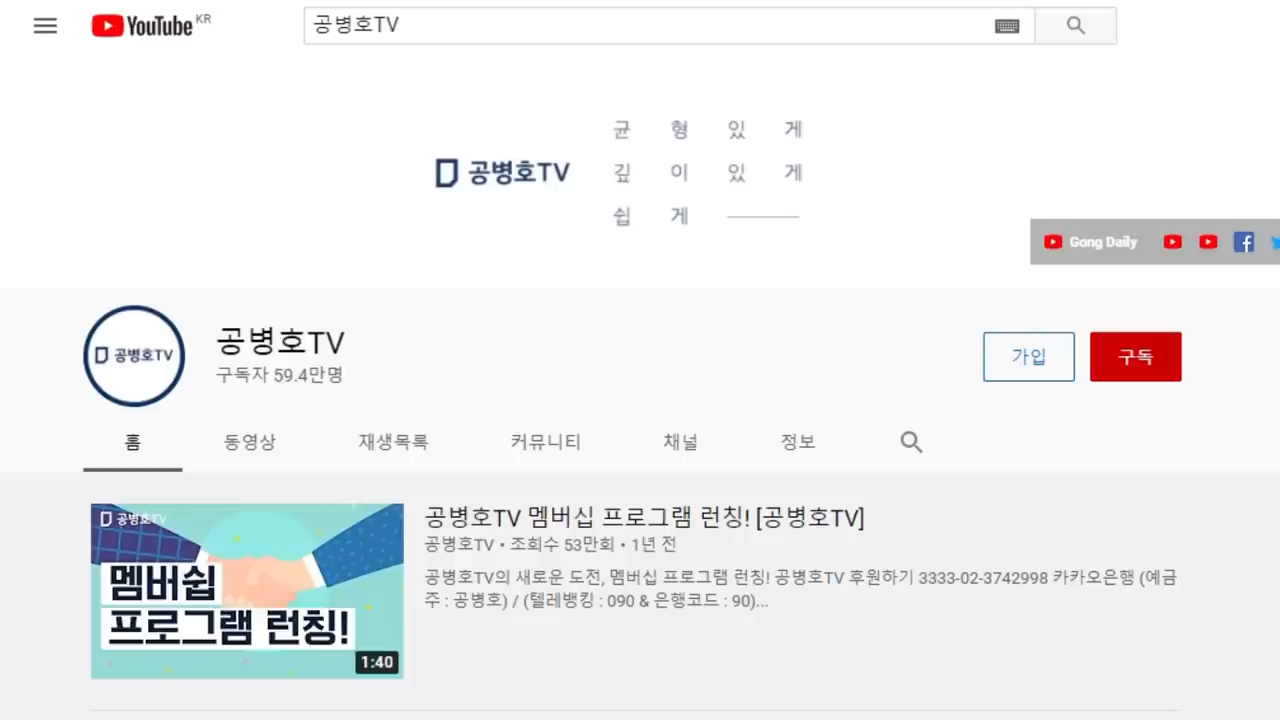 YouTube KR
공병호TV
공병호TV
균 형 있 게
깊 이 있 게
쉽 게
Gong Daily
공병호TV
공병호TV
구독자 59.4만명
가입
구독
홈 동영상 재생목록 커뮤니티 채널 정보
공병호TV
멤버쉽
프로그램 런칭!
1:40
공병호TV 멤버십 프로그램 런칭! [공병호TV]
공병호TV • 조회수 53만회 • 1년 전
공병호TV의 새로운 도전, 멤버십 프로그램 런칭! 공병호TV 후원하기 3333-02-3742998 카카오은행 (예금
주 : 공병호) / (텔레뱅킹 : 090 & 은행코드 : 90)...